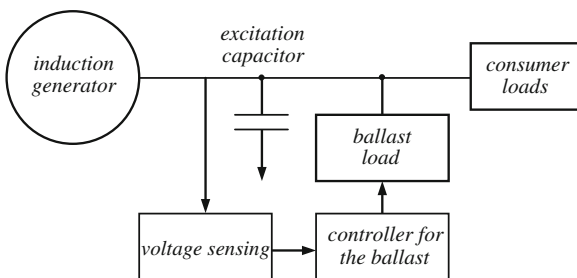 induction
generator
excitation
capacitor
consumer
loads
ballast
load
voltage sensing
controller for
the ballast